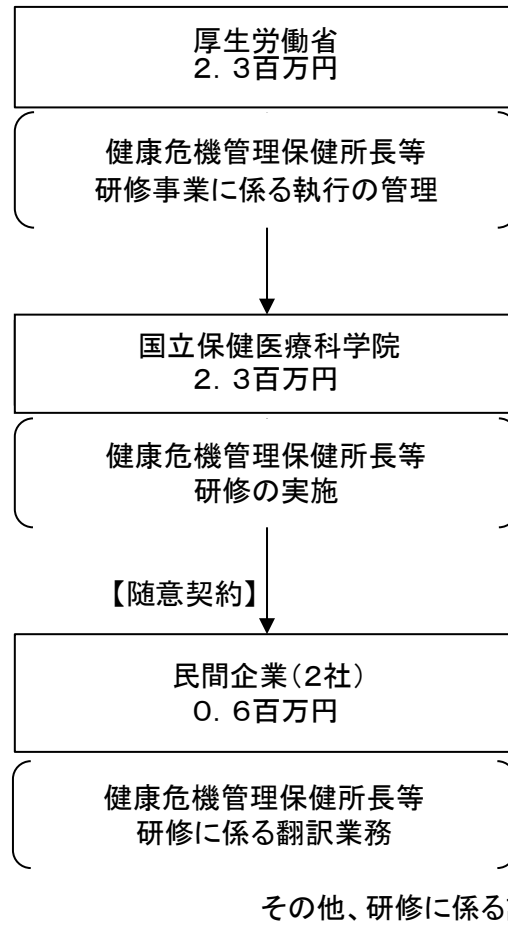 厚生労働省
２．３百万円
健康危機管理保健所長等
研修事業に係る執行の管理
国立保健医療科学院
２．３百万円
健康危機管理保健所長等
研修の実施
【随意契約】
民間企業（２社）
０．６百万円
健康危機管理保健所長等
研修に係る翻訳業務
その他、研修に係る